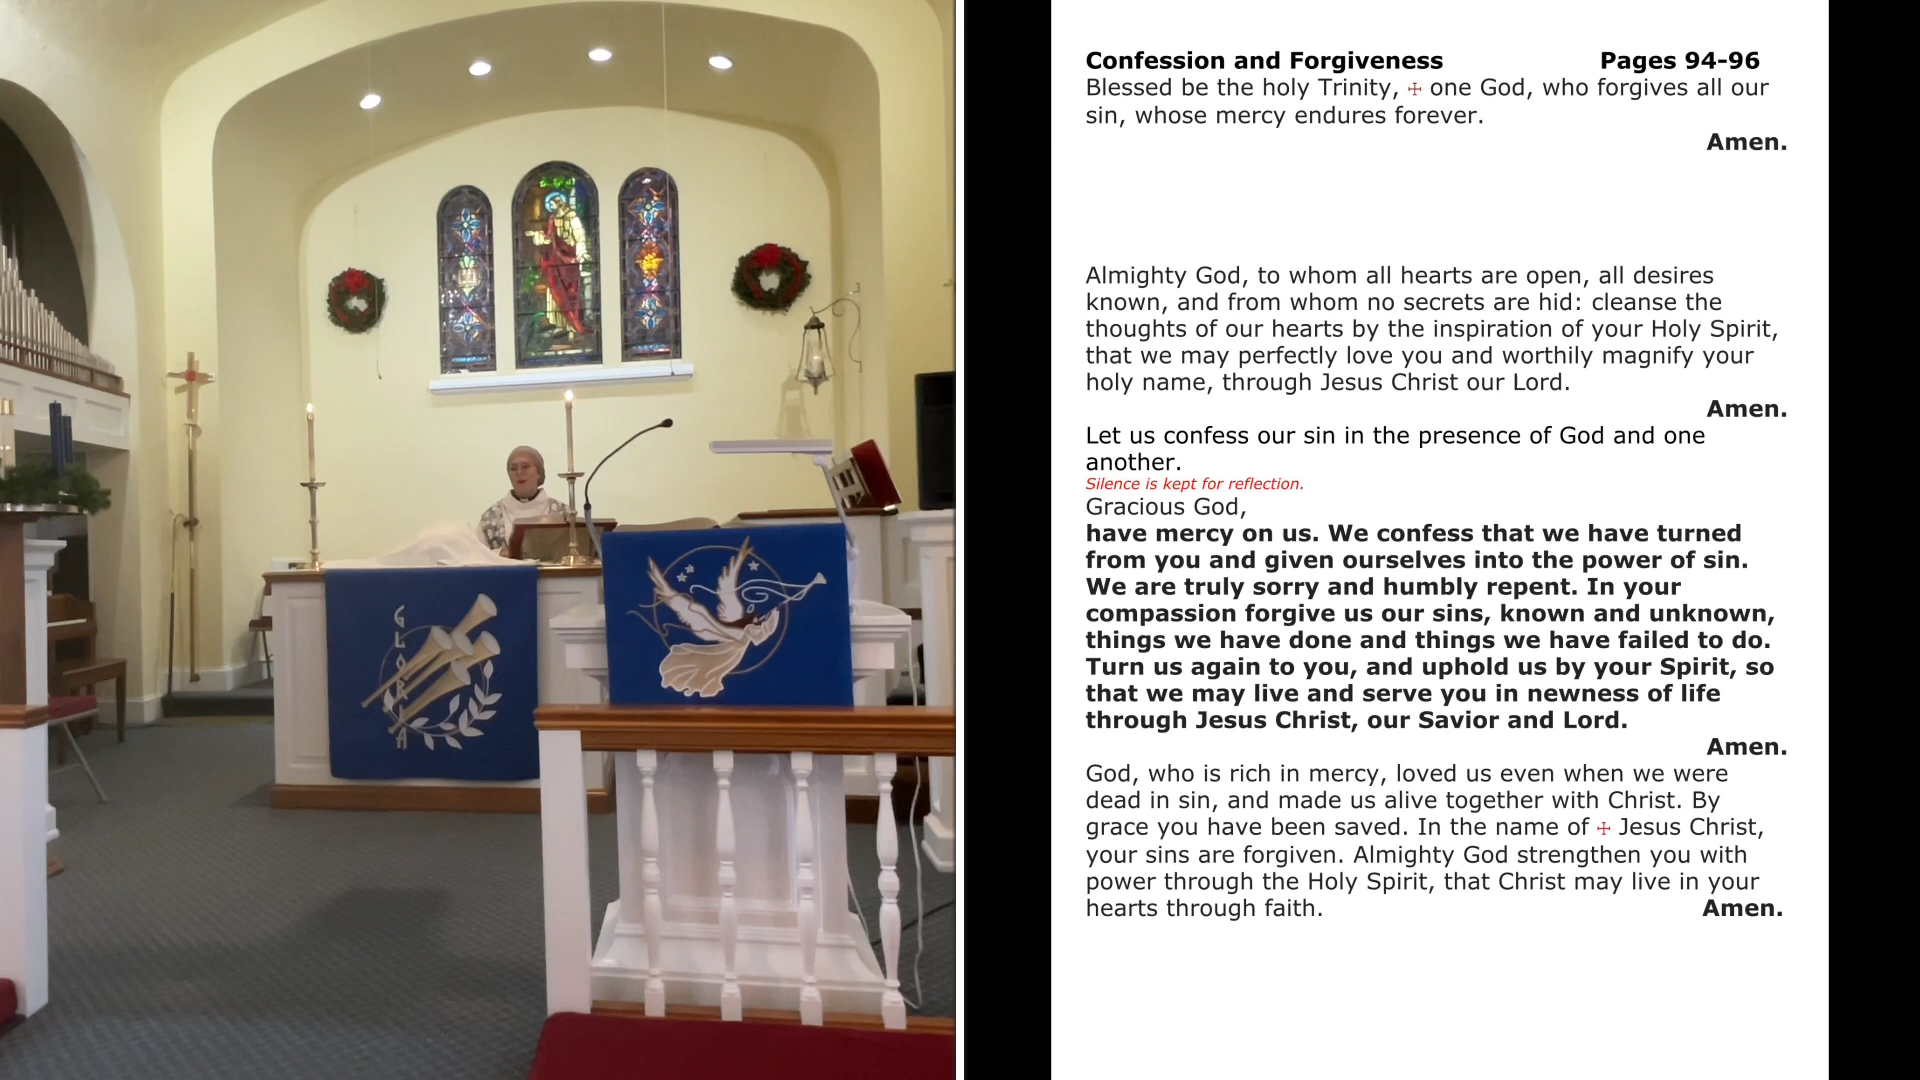 GLORIA
Confession and Forgiveness Pages 94-96
Blessed be the holy Trinity, ☩ one God, who forgives all our
sin, whose mercy endures forever.
Amen.
Almighty God, to whom all hearts are open, all desires
known, and from whom no secrets are hid: cleanse the
thoughts of our hearts by the inspiration of your Holy Spirit,
that we may perfectly love you and worthily magnify your
holy name, through Jesus Christ our Lord.
Amen.
Let us confess our sin in the presence of God and one
another.
Silence is kept for reflection.
Gracious God,
have mercy on us. We confess that we have turned
from you and given ourselves into the power of sin.
We are truly sorry and humbly repent. In your
compassion forgive us our sins, known and unknown,
things we have done and things we have failed to do.
Turn us again to you, and uphold us by your Spirit, so
that we may live and serve you in newness of life
through Jesus Christ, our Savior and Lord.
Amen.
God, who is rich in mercy, loved us even when we were
dead in sin, and made us alive together with Christ. By
grace you have been saved. In the name of ☩ Jesus Christ,
your sins are forgiven. Almighty God strengthen you with
power through the Holy Spirit, that Christ may live in your
hearts through faith. Amen.